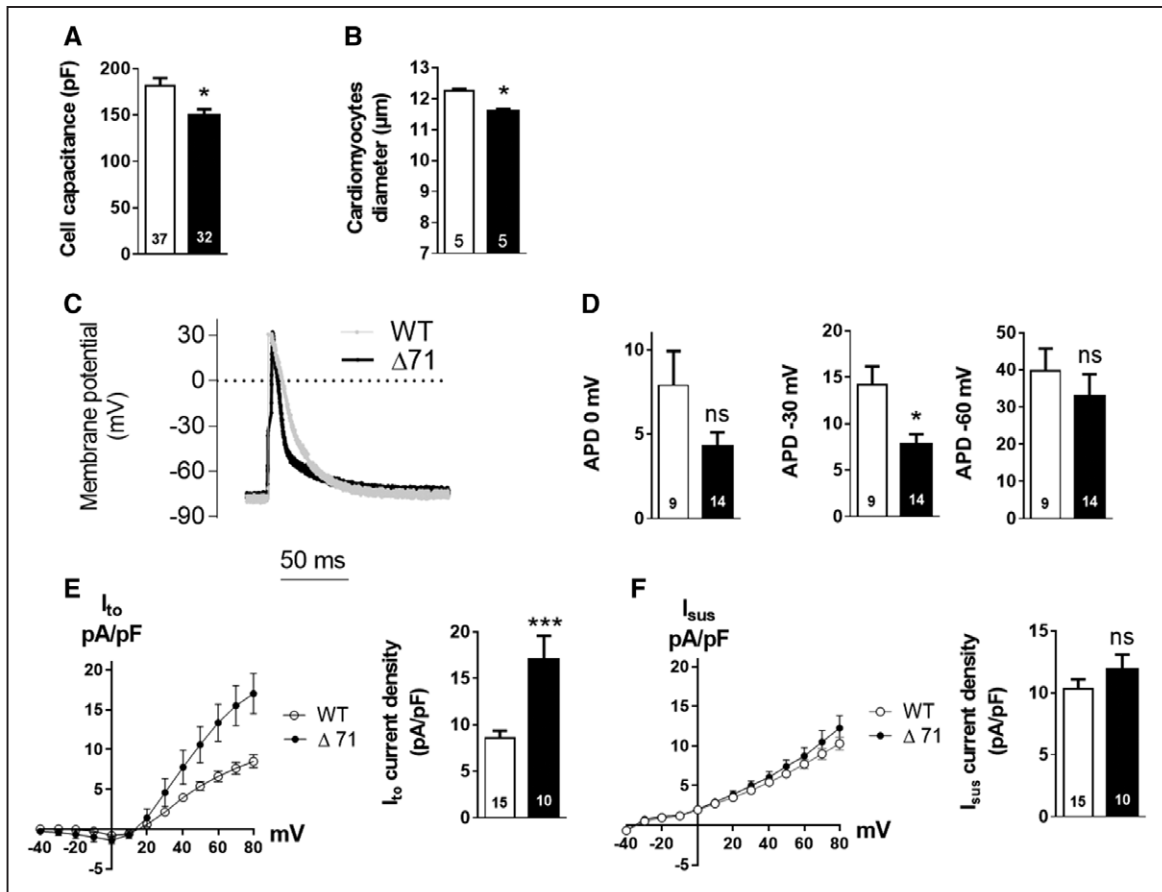 A
Cell capacitance (pF)
200
150
100
50
0
*
37
32
B
Cardiomyocytes
diameter (µm)
13
12
11
10
9
8
7
*
5
5
C
Membrane potential
(mV)
30
0
-30
-60
-90
WT
Δ71
50 ms
D
APD 0 mV
10
5
0
ns
9
14
APD -30 mV
20
15
10
5
0
*
9
14
APD -60 mV
50
40
30
20
10
0
ns
9
14
E
Ito
pA/pF
20
15
10
5
-5
-40
-20
20
40
60
80
mV
WT
Δ 71
Ito current density
(pA/pF)
20
15
10
5
0
***
15
10
F
Isus
pA/pF
20
15
10
5
-5
-40
-20
0
20
40
60
80
mV
WT
Δ 71
Isus current density
(pA/pF)
15
10
5
0
ns
15
10